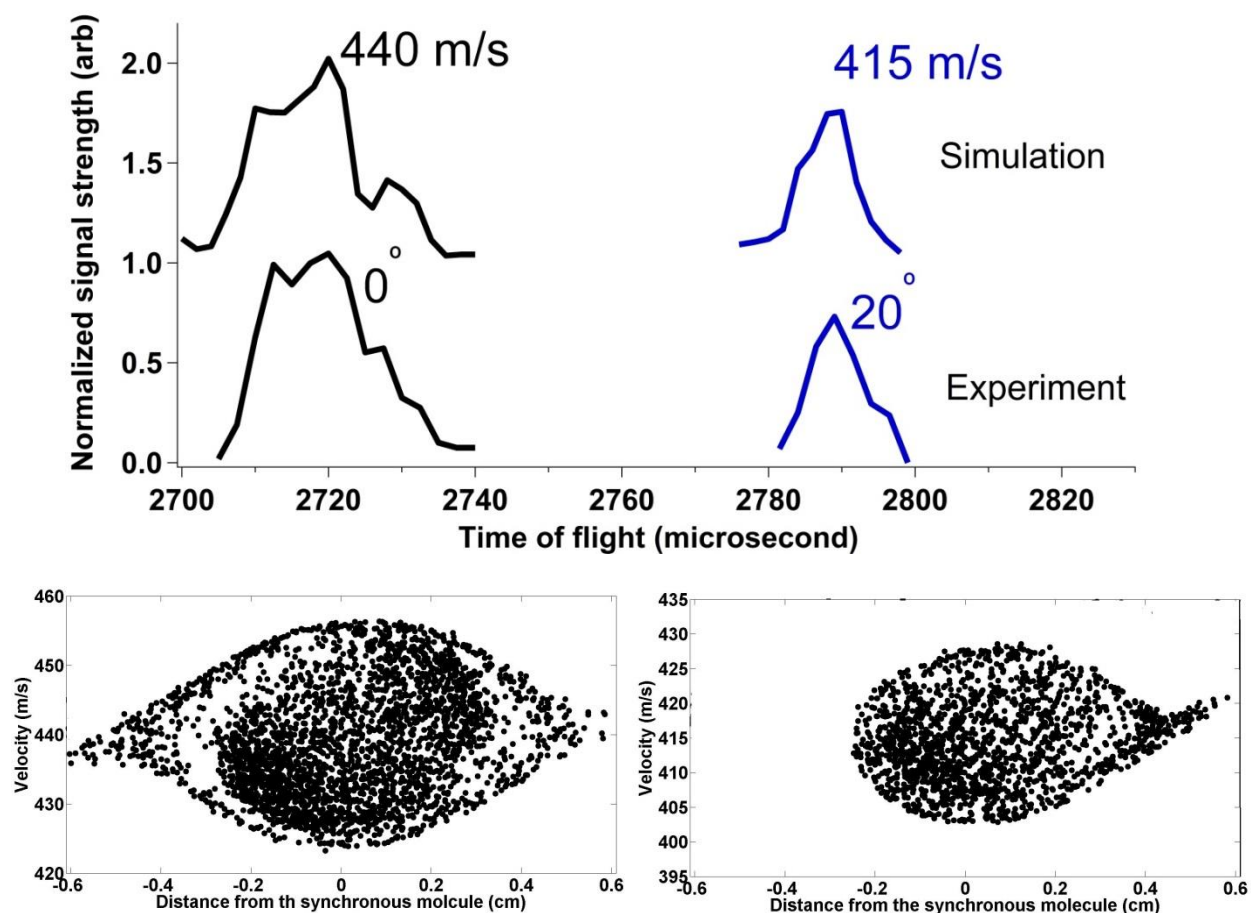 Normalized signal strength (arb)
2.0
1.5
1.0
0.5
0.0
440 m/s
415 m/s
Simulation
0°
20°
Experiment
2700 2720 2740 2760 2780 2800 2820
Time of flight (microsecond)
Velocity (m/s)
460
450
440
430
420
-0.6 -0.4 -0.2 0 0.2 0.4 0.6
Distance from th synchronous molcule (cm)
Velocity (m/s)
435
430
425
420
415
410
405
400
395
-0.6 -0.4 -0.2 0 0.2 0.4 0.6
Distance from the synchronous molecule (cm)